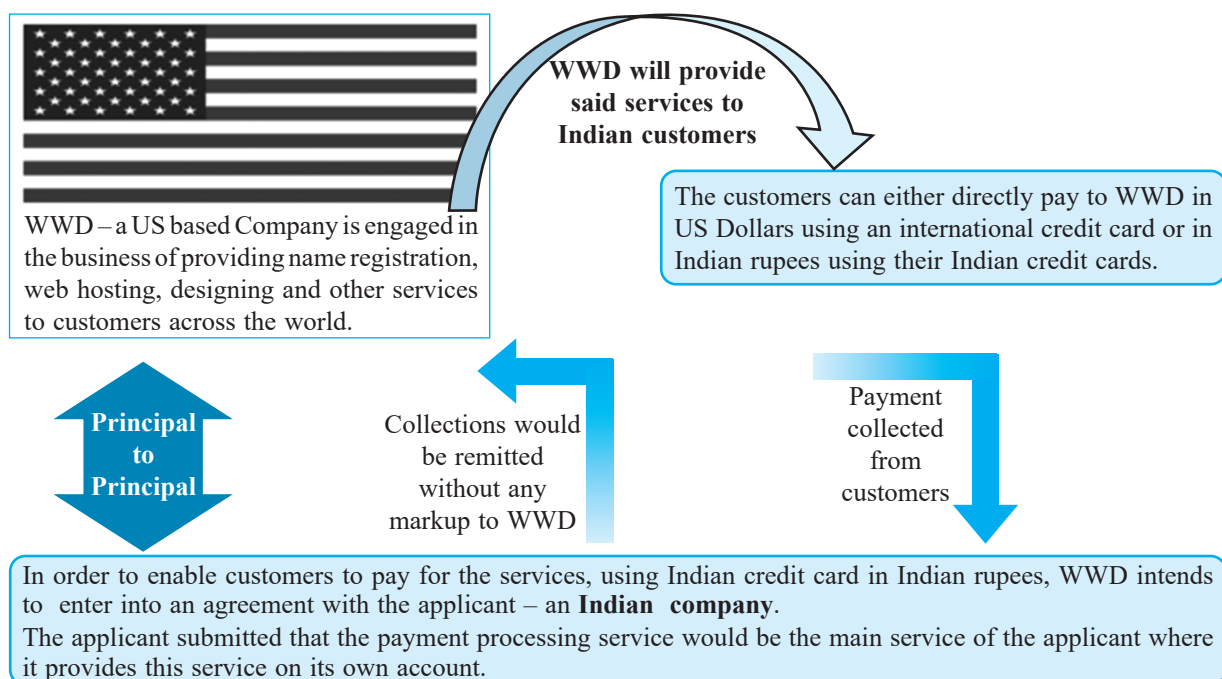 WWD will provide
said services to
Indian customers
The customers can either directly pay to WWD in
US Dollars using an international credit card or in
Indian rupees using their Indian credit cards.
WWD – a US based Company is engaged in
the business of providing name registration,
web hosting, designing and other services
to customers across the world.
Principal
to
Principal
Collections would
be remitted
without any
markup to WWD
Payment
collected
from
customers
In order to enable customers to pay for the services, using Indian credit card in Indian rupees, WWD intends
to enter into an agreement with the applicant – an Indian company.
The applicant submitted that the payment processing service would be the main service of the applicant where
it provides this service on its own account.